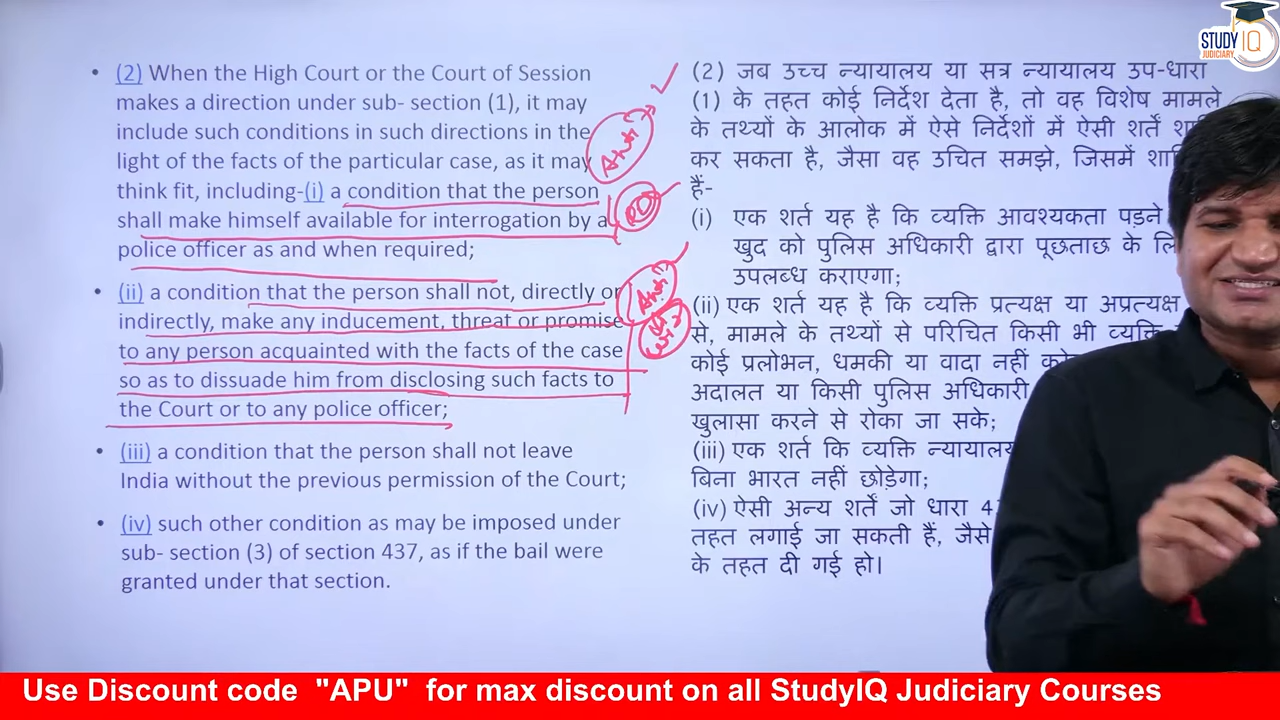 (2) When the High Court or the Court of Session
makes a direction under sub- section (1), it may
include such conditions in such directions in the
light of the facts of the particular case, as it may
think fit, including-(i) a condition that the person
shall make himself available for interrogation by a
police officer as and when required;
(ii) a condition that the person shall not, directly or
indirectly, make any inducement, threat or promise
to any person acquainted with the facts of the case
so as to dissuade him from disclosing such facts to
the Court or to any police officer;
(iii) a condition that the person shall not leave
India without the previous permission of the Court;
(iv) such other condition as may be imposed under
sub- section (3) of section 437, as if the bail were
granted under that section.
(2) जब उच्च न्यायालय या सत्र न्यायालय उप-धारा
(1) के तहत कोई निर्देश देता है, तो वह विशेष मामले
के तथ्यों के आलोक में ऐसे निर्देशों में ऐसी शर्तें
कर सकता है, जैसा वह उचित समझे, जिसमें
हैं-
(i) एक शर्त यह है कि व्यक्ति आवश्यकता पड़ने
खुद को पुलिस अधिकारी द्वारा पूछताछ के
उपलब्ध कराएगा;
(ii) एक शर्त यह है कि व्यक्ति प्रत्यक्ष या अप्रत्यक्ष
से, मामले के तथ्यों से परिचित किसी भी व्यक्ति
कोई प्रलोभन, धमकी या वादा नहीं
अदालत या किसी पुलिस अधिकारी
खुलासा करने से रोका जा सके;
(iii) एक शर्त कि व्यक्ति न्यायालय
बिना भारत नहीं छोड़ेगा;
(iv) ऐसी अन्य शर्तें जो धारा
तहत लगाई जा सकती हैं, जैसे
के तहत दी गई हो।
STUDY IQ
JUDICIARY
Use Discount code "APU" for max discount on all StudyIQ Judiciary Courses